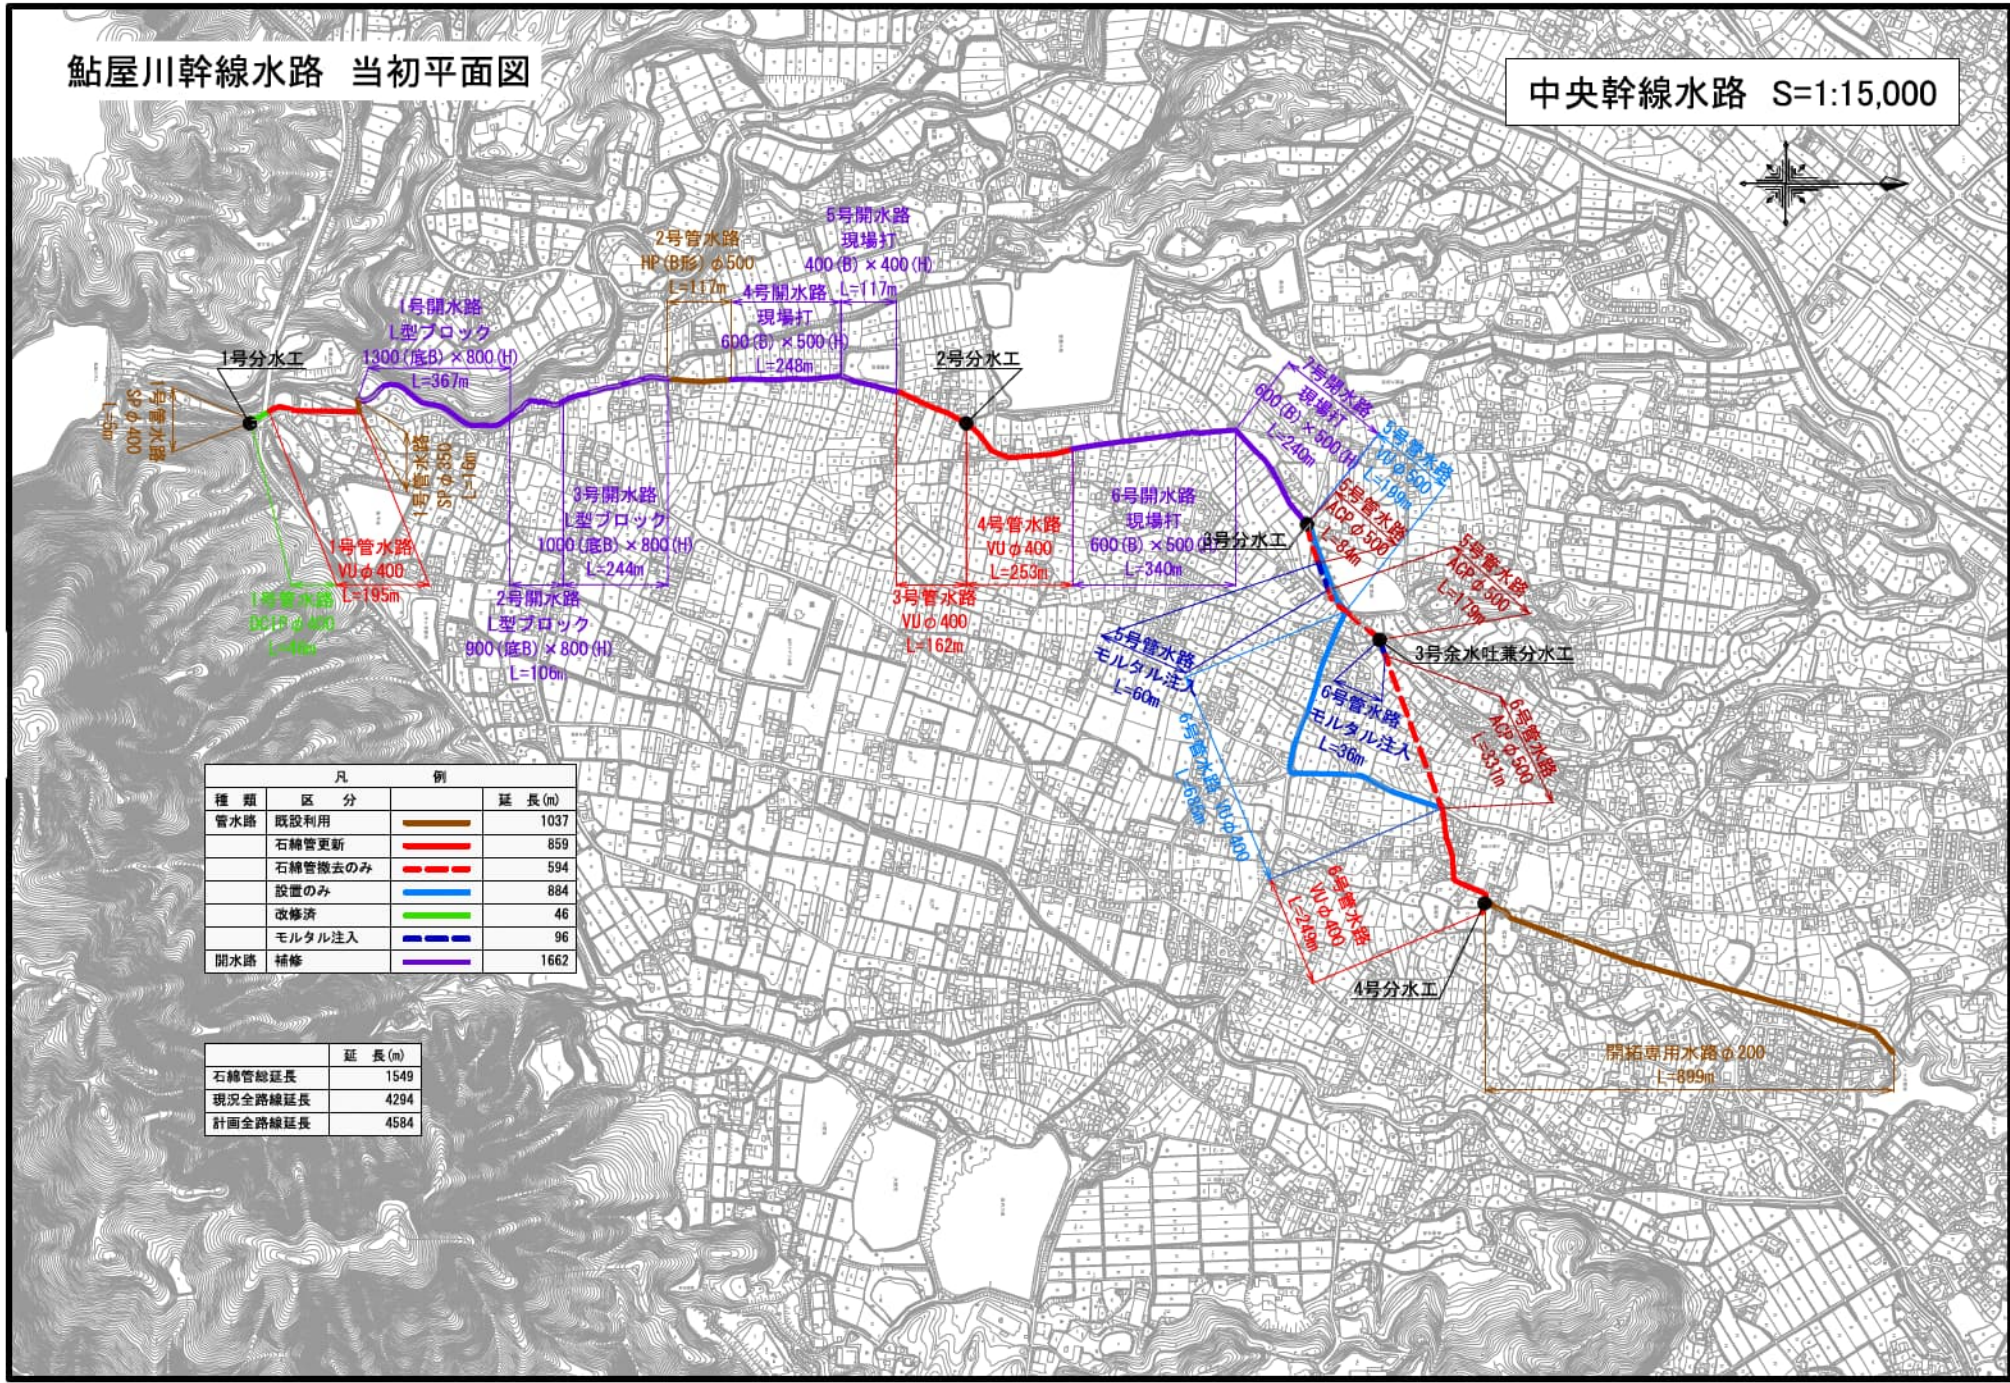 鮎屋川幹線水路 当初平面図
中央幹線水路 S=1:15,000
5号開水路
現場打
400(B)×400(H)
L=117m
2号管水路
HP(B形)φ500
L=117m
4号開水路
現場打
600(B)×500(H)
L=248m
1号開水路
L型ブロック
1300(底B)×800(H)
L=367m
1号分水工
2号分水工
1号管水路
SPφ400
L=5m
1号管水路
SPφ350
L=16m
7号開水路
現場打
600(B)×500(H)
L=240m
5号管水路
VUφ500
L=189m
5号管水路
ACPφ500
L=84m
3号開水路
L型ブロック
1000(底B)×800(H)
L=244m
4号管水路
VUφ400
L=253m
6号開水路
現場打
600(B)×500(H)
L=340m
3号分水工
1号管水路
VUφ400
L=195m
1号管水路
DCIPφ400
L=46m
2号開水路
L型ブロック
900(底B)×800(H)
L=106m
3号管水路
VUφ400
L=162m
5号管水路
ACPφ500
L=179m
5号管水路
モルタル注入
L=60m
3号余水吐兼分水工
6号管水路
モルタル注入
L=36m
6号管水路
ACPφ500
L=331m
6号管水路 VUφ400
L=685m
6号管水路
VUφ400
L=249m
4号分水工
開拓専用水路φ200
L=899m
凡 例
種 類 区 分 延 長(m)
管水路 既設利用 1037
石綿管更新 859
石綿管撤去のみ 594
設置のみ 884
改修済 46
モルタル注入 96
開水路 補修 1662
延 長(m)
石綿管総延長 1549
現況全路線延長 4294
計画全路線延長 4584